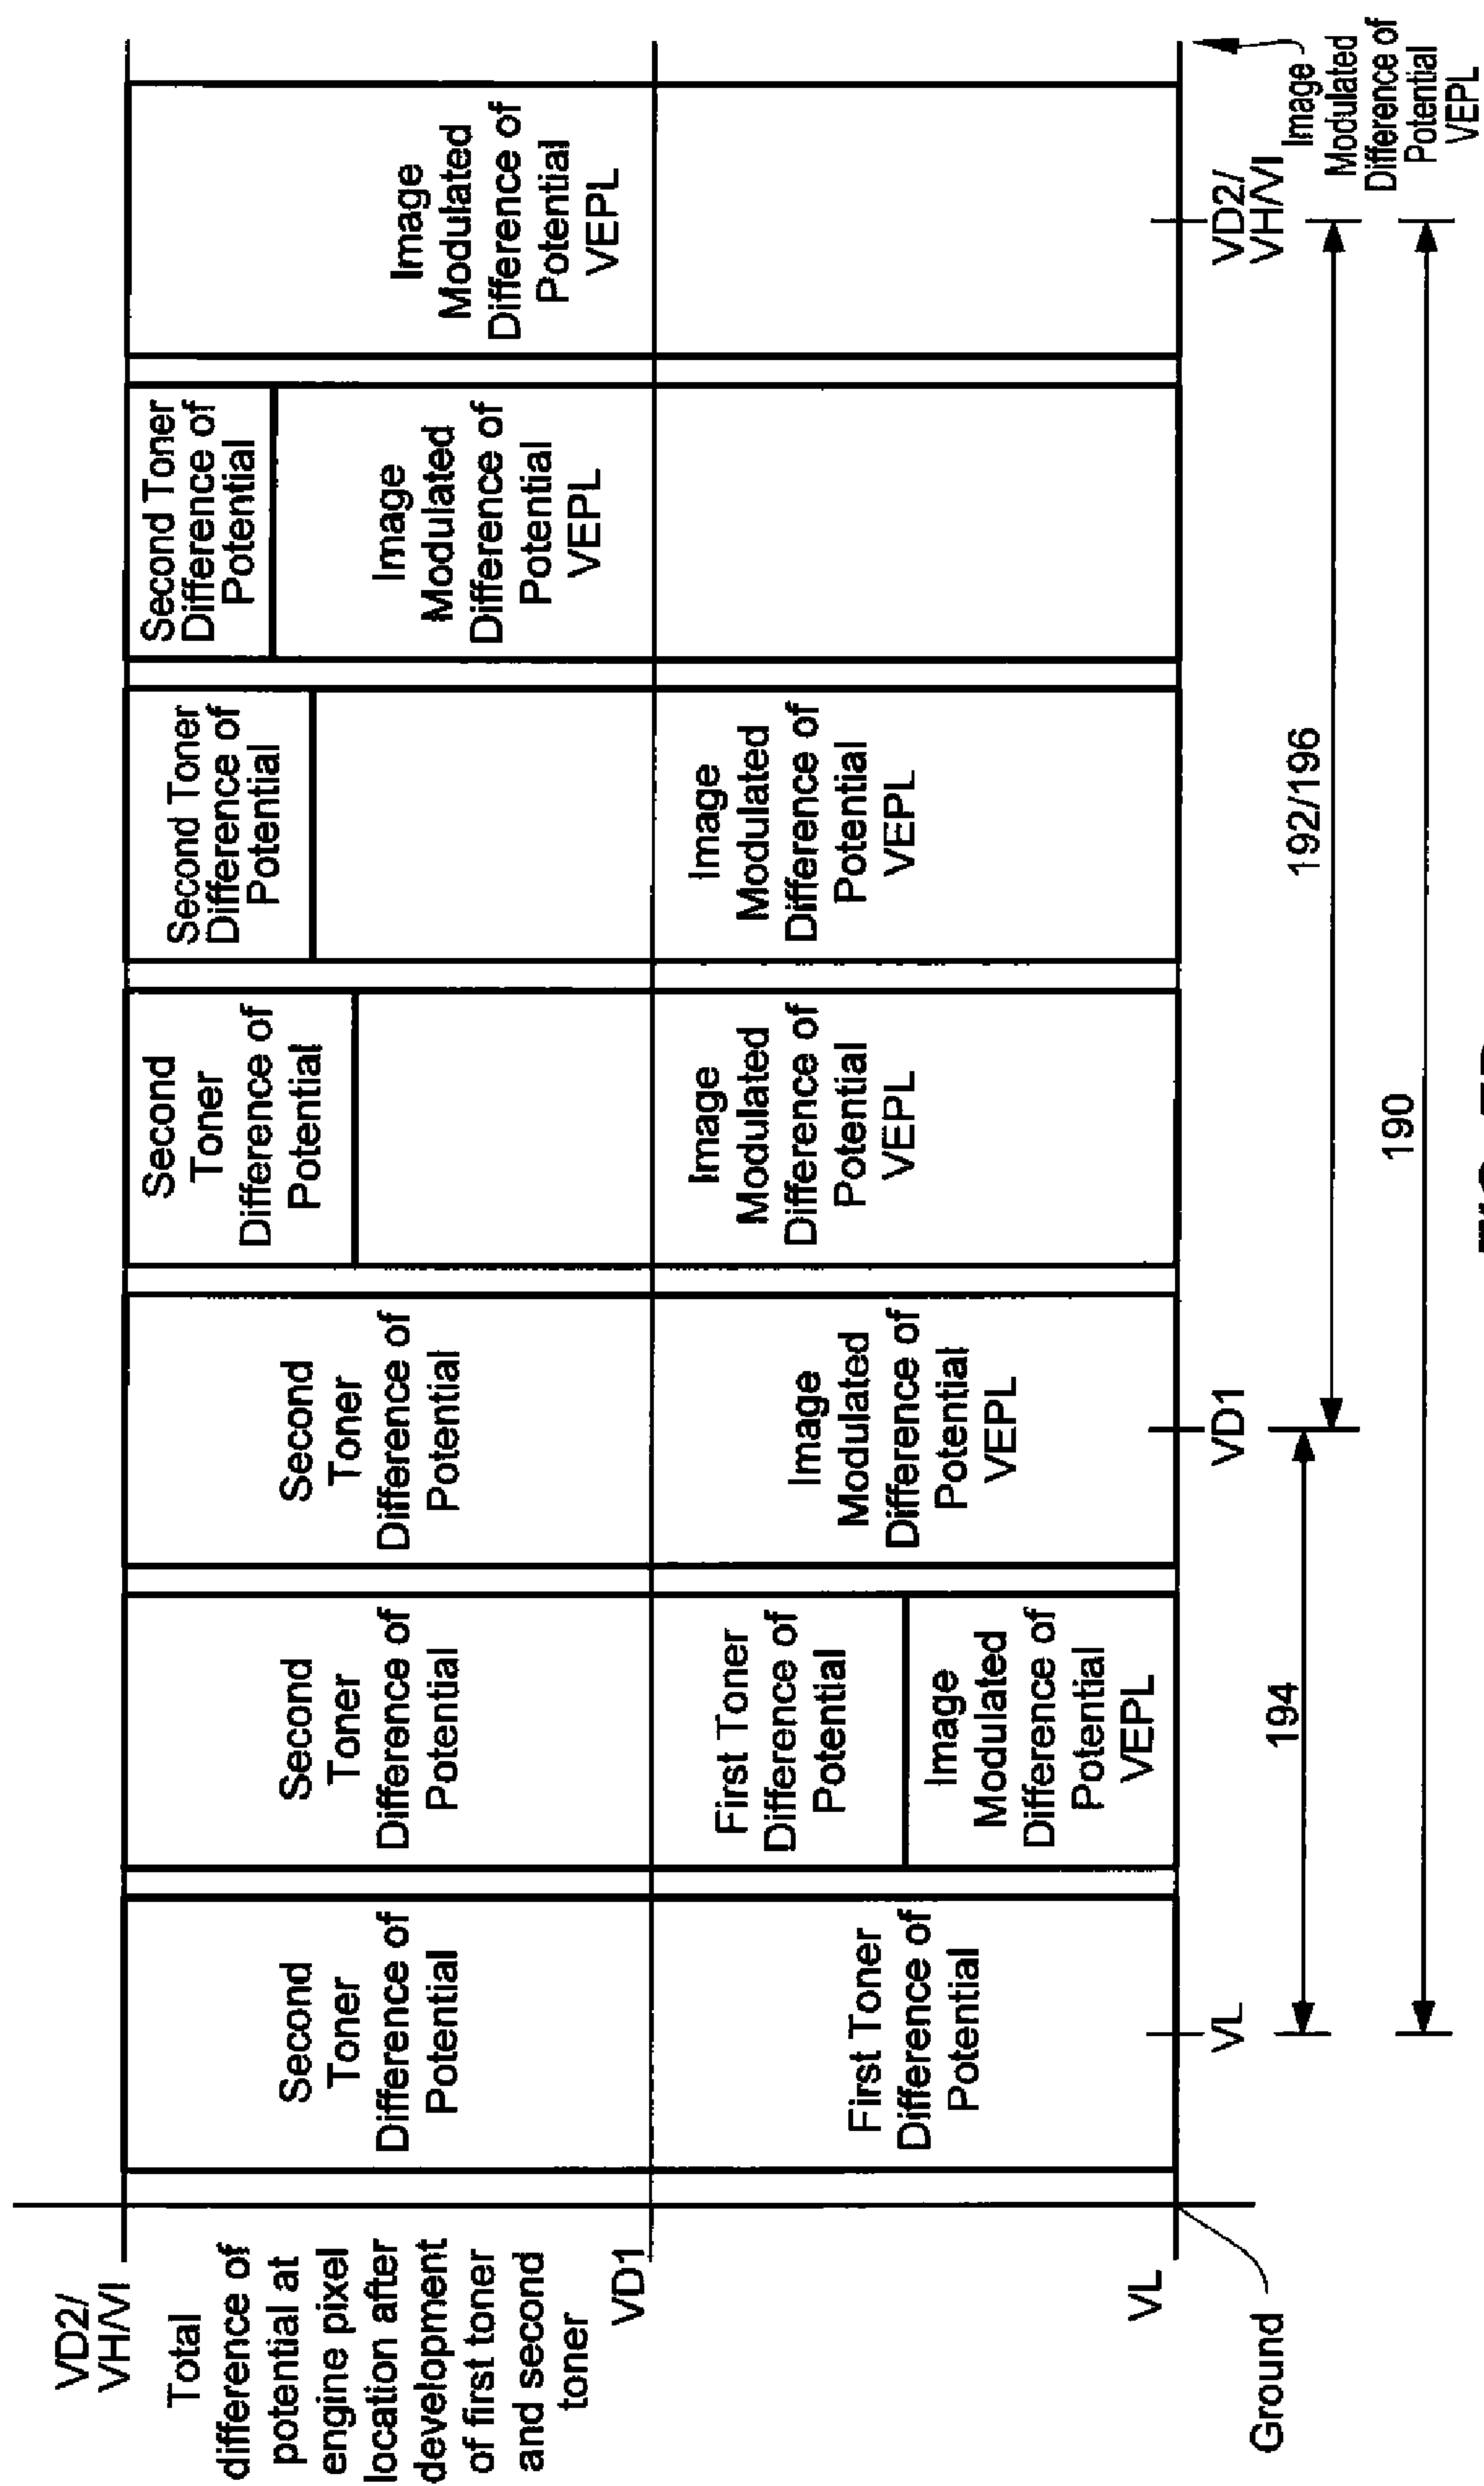 VD2/
VH/VI
Total
difference of
potential at
engine pixel
location after
development
of first toner
and second
toner
VD1
VL
Ground
Second
Toner
Difference of
Potential
First Toner
Difference of
Potential
Second
Toner
Difference of
Potential
First Toner
Difference of
Potential
Image
Modulated
Difference of
Potential
VEPL
Second
Toner
Difference of
Potential
Image
Modulated
Difference of
Potential
VEPL
Second
Toner
Difference of
Potential
Image
Modulated
Difference of
Potential
VEPL
Second Toner
Difference of
Potential
Image
Modulated
Difference of
Potential
VEPL
Second Toner
Difference of
Potential
Image
Modulated
Difference of
Potential
VEPL
Image
Modulated
Difference of
Potential
VEPL
VL
VD1
VD2/
VH/VI
Image
Modulated
Difference of
Potential
VEPL
194
192/196
190